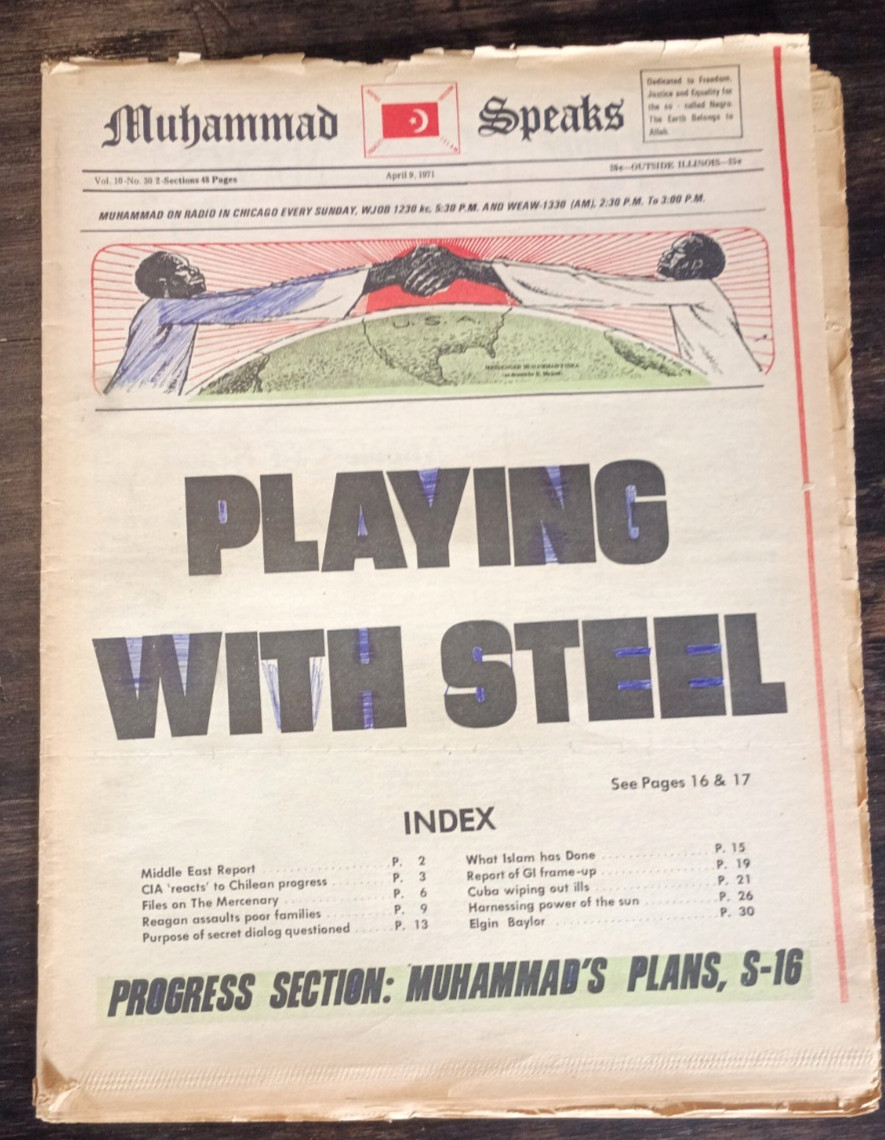 Muhammad Speaks
Dedicated to Freedom,
Justice and Equality for
the so - called Negro.
The Earth Belongs to
Allah.
Vol. 10-No. 30 2-Sections 48 Pages
April 9, 1971
OUTSIDE ILLINOIS—25¢
MUHAMMAD ON RADIO IN CHICAGO EVERY SUNDAY, WJOB 1230 kc, 5:30 P.M. AND WEAW-1330 (AM), 2:30 P.M. To 3:00 P.M.
U.S.A.
PLAYING
WITH STEEL
See Pages 16 & 17
INDEX
Middle East Report P. 2
CIA 'reacts' to Chilean progress P. 3
Files on The Mercenary P. 6
Reagan assaults poor families P. 9
Purpose of secret dialog questioned P. 13
What Islam has Done P. 15
Report of GI frame-up P. 19
Cuba wiping out ills P. 21
Harnessing power of the sun P. 26
Elgin Baylor P. 30
PROGRESS SECTION: MUHAMMAD'S PLANS, S-16